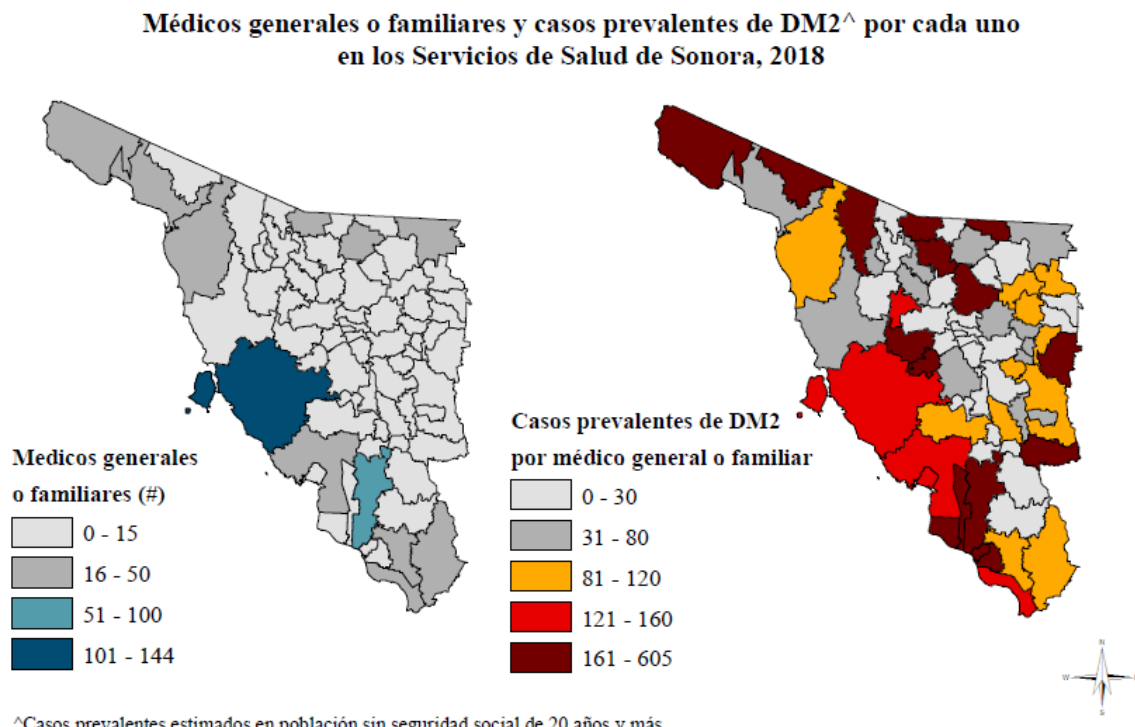 Médicos generales o familiares y casos prevalentes de DM2^ por cada uno
en los Servicios de Salud de Sonora, 2018
Medicos generales
o familiares (#)
0 - 15
16 - 50
51 - 100
101 - 144
Casos prevalentes de DM2
por médico general o familiar
0 - 30
31 - 80
81 - 120
121 - 160
161 - 605
N
W
S
^Casos prevalentes estimados en población sin seguridad social de 20 años y más